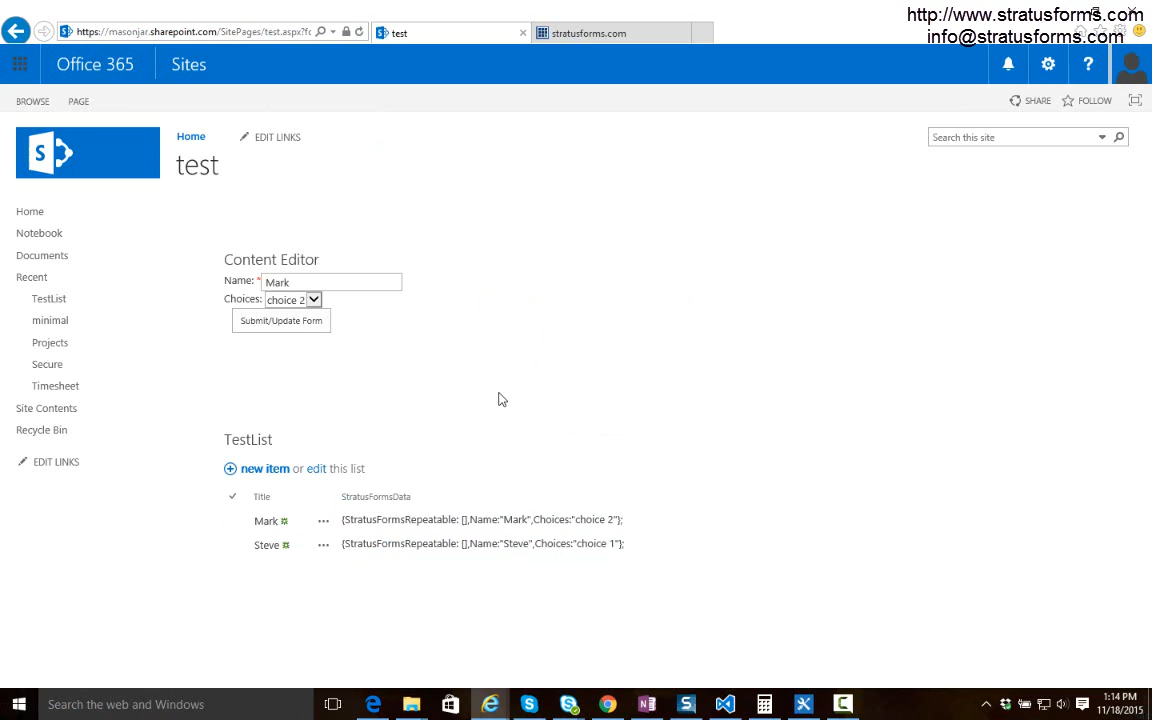 http://www.stratusforms.com
info@stratusforms.com
https://masonjar.sharepoint.com/SitePages/test.aspx?fo
test
stratusforms.com
Office 365
Sites
?
BROWSE
PAGE
SHARE
FOLLOW
S
Home
EDIT LINKS
Search this site
test
Home
Notebook
Documents
Recent
TestList
minimal
Projects
Secure
Timesheet
Site Contents
Recycle Bin
EDIT LINKS
Content Editor
Name: * Mark
Choices: choice 2
Submit/Update Form
TestList
new item or edit this list
Title
StratusFormsData
Mark
{StratusFormsRepeatable: [],Name:"Mark",Choices:"choice 2"};
Steve
{StratusFormsRepeatable: [],Name:"Steve",Choices:"choice 1"};
Search the web and Windows
1:14 PM
11/18/2015